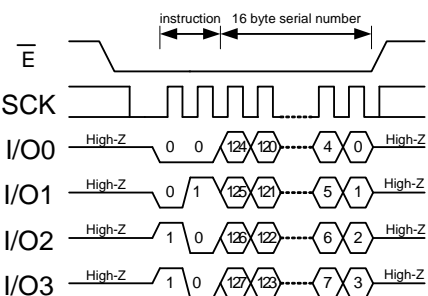 instruction 16 byte serial number
E
SCK
I/O0 High-Z 0 0 124 120 4 0 High-Z
I/O1 High-Z 0 1 125 121 5 1 High-Z
I/O2 High-Z 1 0 126 122 6 2 High-Z
I/O3 High-Z 1 0 127 123 7 3 High-Z